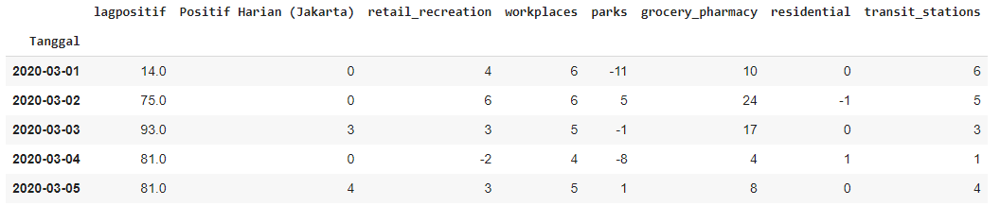 lagpositif Positif Harian (Jakarta) retail_recreation workplaces parks grocery_pharmacy residential transit_stations
Tanggal
2020-03-01 14.0 0 4 6 -11 10 0 6
2020-03-02 75.0 0 6 6 5 24 -1 5
2020-03-03 93.0 3 3 5 -1 17 0 3
2020-03-04 81.0 0 -2 4 -8 4 1 1
2020-03-05 81.0 4 3 5 1 8 0 4